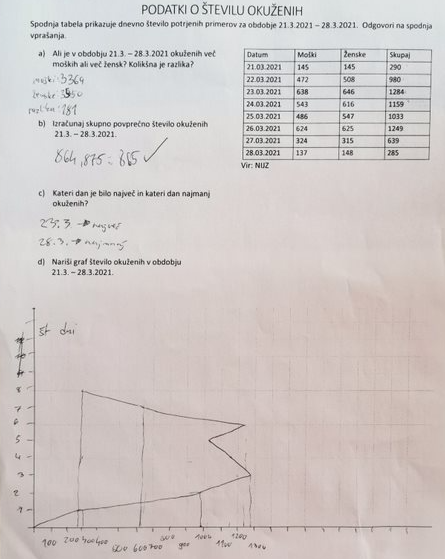 PODATKI O ŠTEVILU OKUŽENIH
Spodnja tabela prikazuje dnevno število potrjenih primerov za obdobje 21.3.2021 – 28.3.2021. Odgovori na spodnja
vprašanja.
a) Ali je v obdobju 21.3. – 28.3.2021 okuženih več
moških ali več žensk? Kolikšna je razlika?
moški: 3369
ženske 3550
razlika: 181
b) Izračunaj skupno povprečno število okuženih
21.3. – 28.3.2021.
864,875 = 865
c) Kateri dan je bilo največ in kateri dan najmanj
okuženih?
23.3. → največ
28.3. → najmanj
d) Nariši graf število okuženih v obdobju
21.3. – 28.3.2021.
Datum Moški Ženske Skupaj
21.03.2021 145 145 290
22.03.2021 472 508 980
23.03.2021 638 646 1284
24.03.2021 543 616 1159
25.03.2021 486 547 1033
26.03.2021 624 625 1249
27.03.2021 324 315 639
28.03.2021 137 148 285
Vir: NIJZ
št dni
8
7
6
5
4
3
2
1
100 200 300 400 500 600 700 800 900 1000 1100 1200 1300